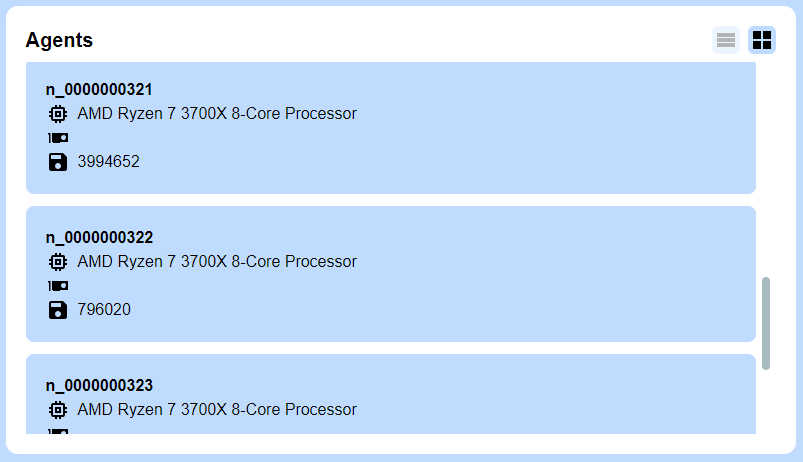 Agents
n_0000000321
AMD Ryzen 7 3700X 8-Core Processor
3994652
n_0000000322
AMD Ryzen 7 3700X 8-Core Processor
796020
n_0000000323
AMD Ryzen 7 3700X 8-Core Processor